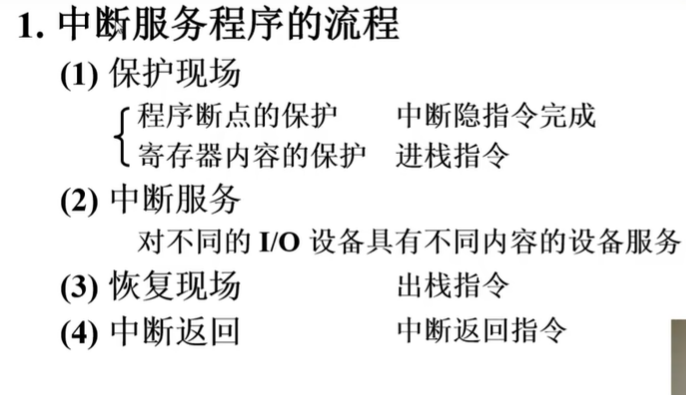 1. 中断服务程序的流程
(1) 保护现场
程序断点的保护 中断隐指令完成
寄存器内容的保护 进栈指令
(2) 中断服务
对不同的 I/O 设备具有不同内容的设备服务
(3) 恢复现场 出栈指令
(4) 中断返回 中断返回指令